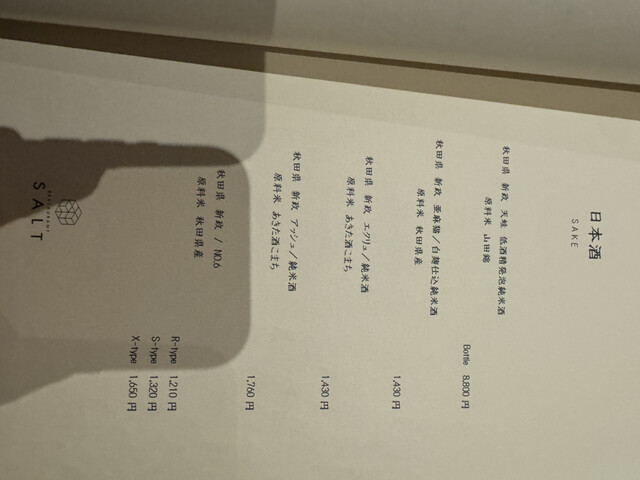 日本酒
SAKE
秋田県 新政 天蛙 低酒精発泡純米酒
原料米 山田錦
Bottle 8,800 円
秋田県 新政 亜麻猫／白麹仕込純米酒
原料米 秋田県産
1,430 円
秋田県 新政 エクリュ／純米酒
原料米 あきた酒こまち
1,430 円
秋田県 新政 アッシュ／純米酒
原料米 あきた酒こまち
1,760 円
秋田県 新政 / NO.6
原料米 秋田県産
R-type 1,210 円
S-type 1,320 円
X-type 1,650 円
RESTAURANT
SALT